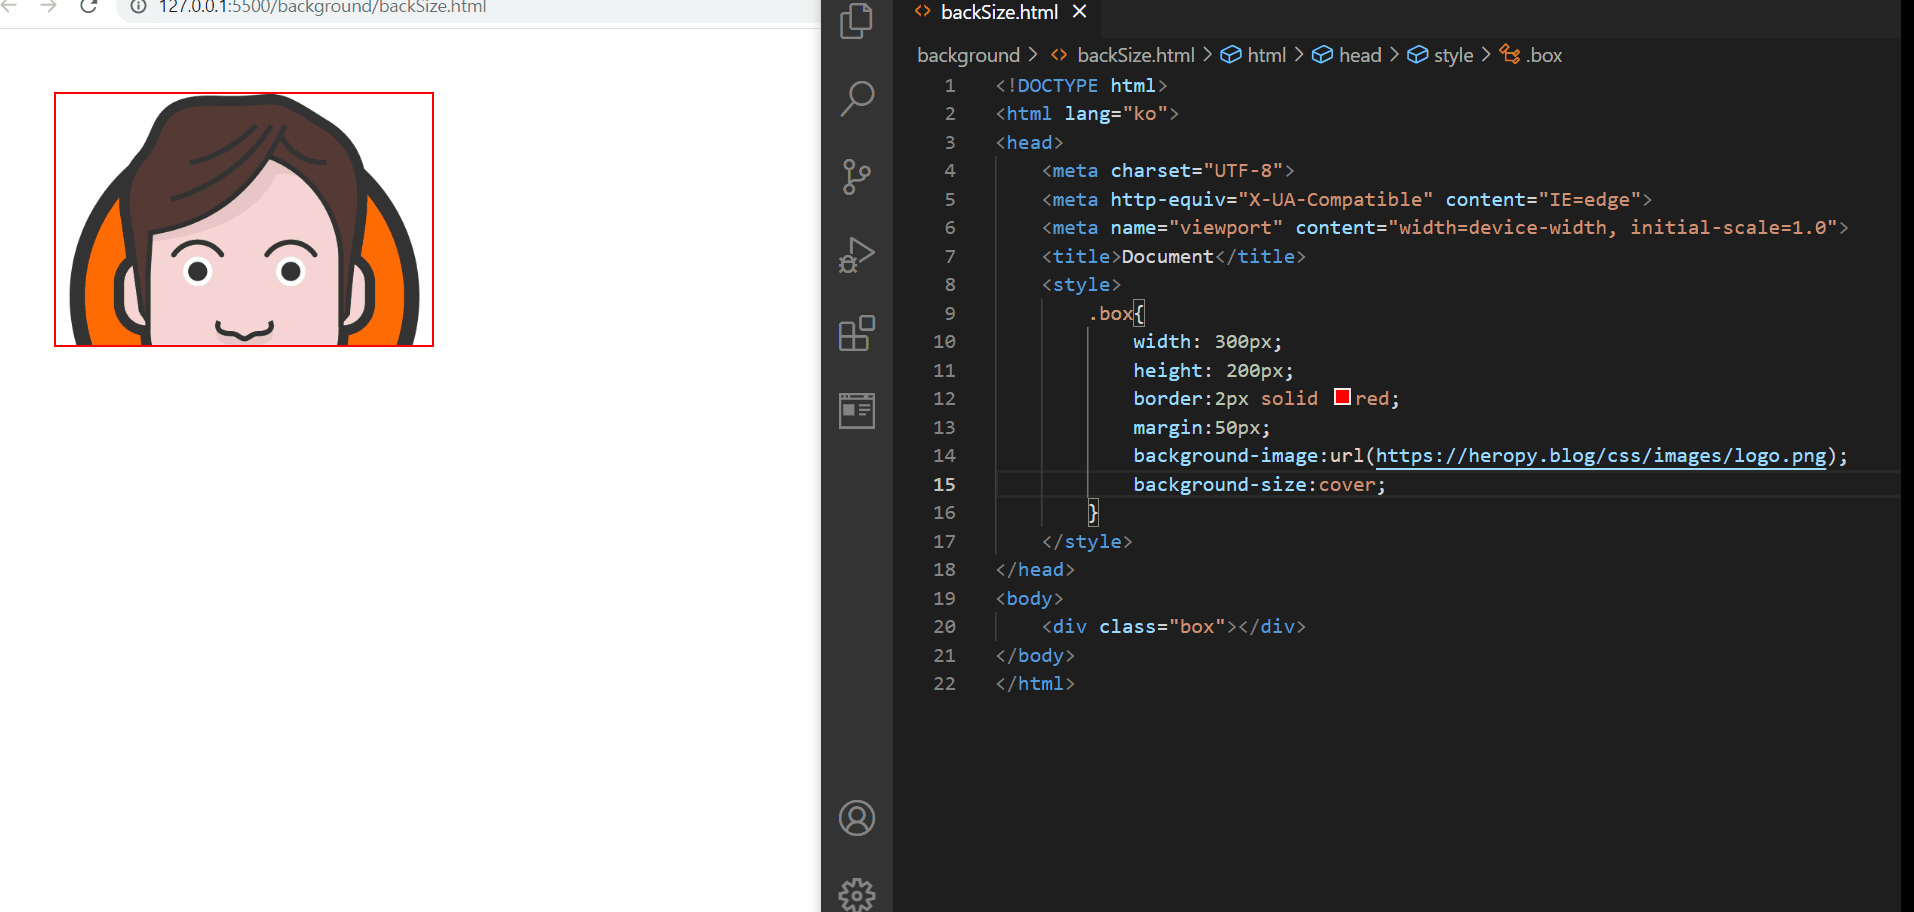 127.0.0.1:5500/background/backSize.html
backSize.html
background > backSize.html > html > head > style > .box
1 <!DOCTYPE html>
2 <html lang="ko">
3 <head>
4 <meta charset="UTF-8">
5 <meta http-equiv="X-UA-Compatible" content="IE=edge">
6 <meta name="viewport" content="width=device-width, initial-scale=1.0">
7 <title>Document</title>
8 <style>
9 .box{
10 width: 300px;
11 height: 200px;
12 border:2px solid red;
13 margin:50px;
14 background-image:url(https://heropy.blog/css/images/logo.png);
15 background-size:cover;
16 }
17 </style>
18 </head>
19 <body>
20 <div class="box"></div>
21 </body>
22 </html>